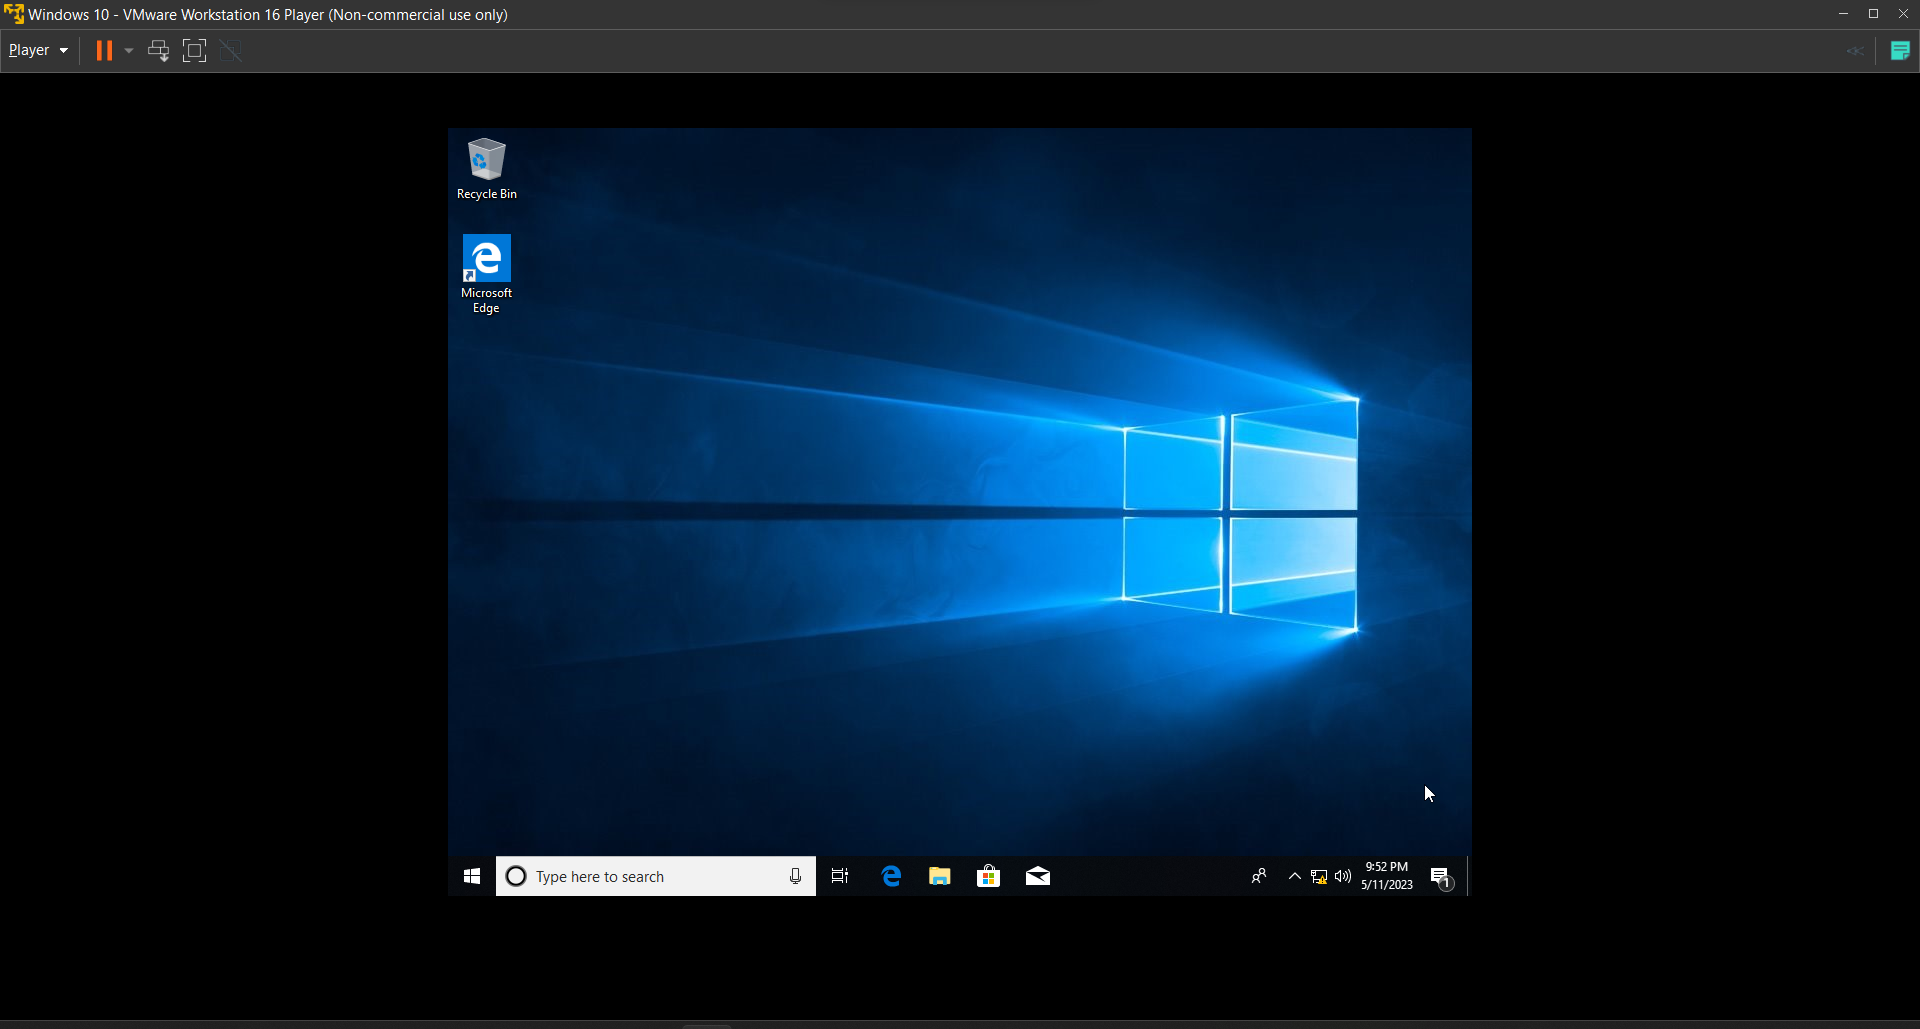 Windows 10 - VMware Workstation 16 Player (Non-commercial use only)
Player
Recycle Bin
Microsoft
Edge
Type here to search
9:52 PM
5/11/2023
1